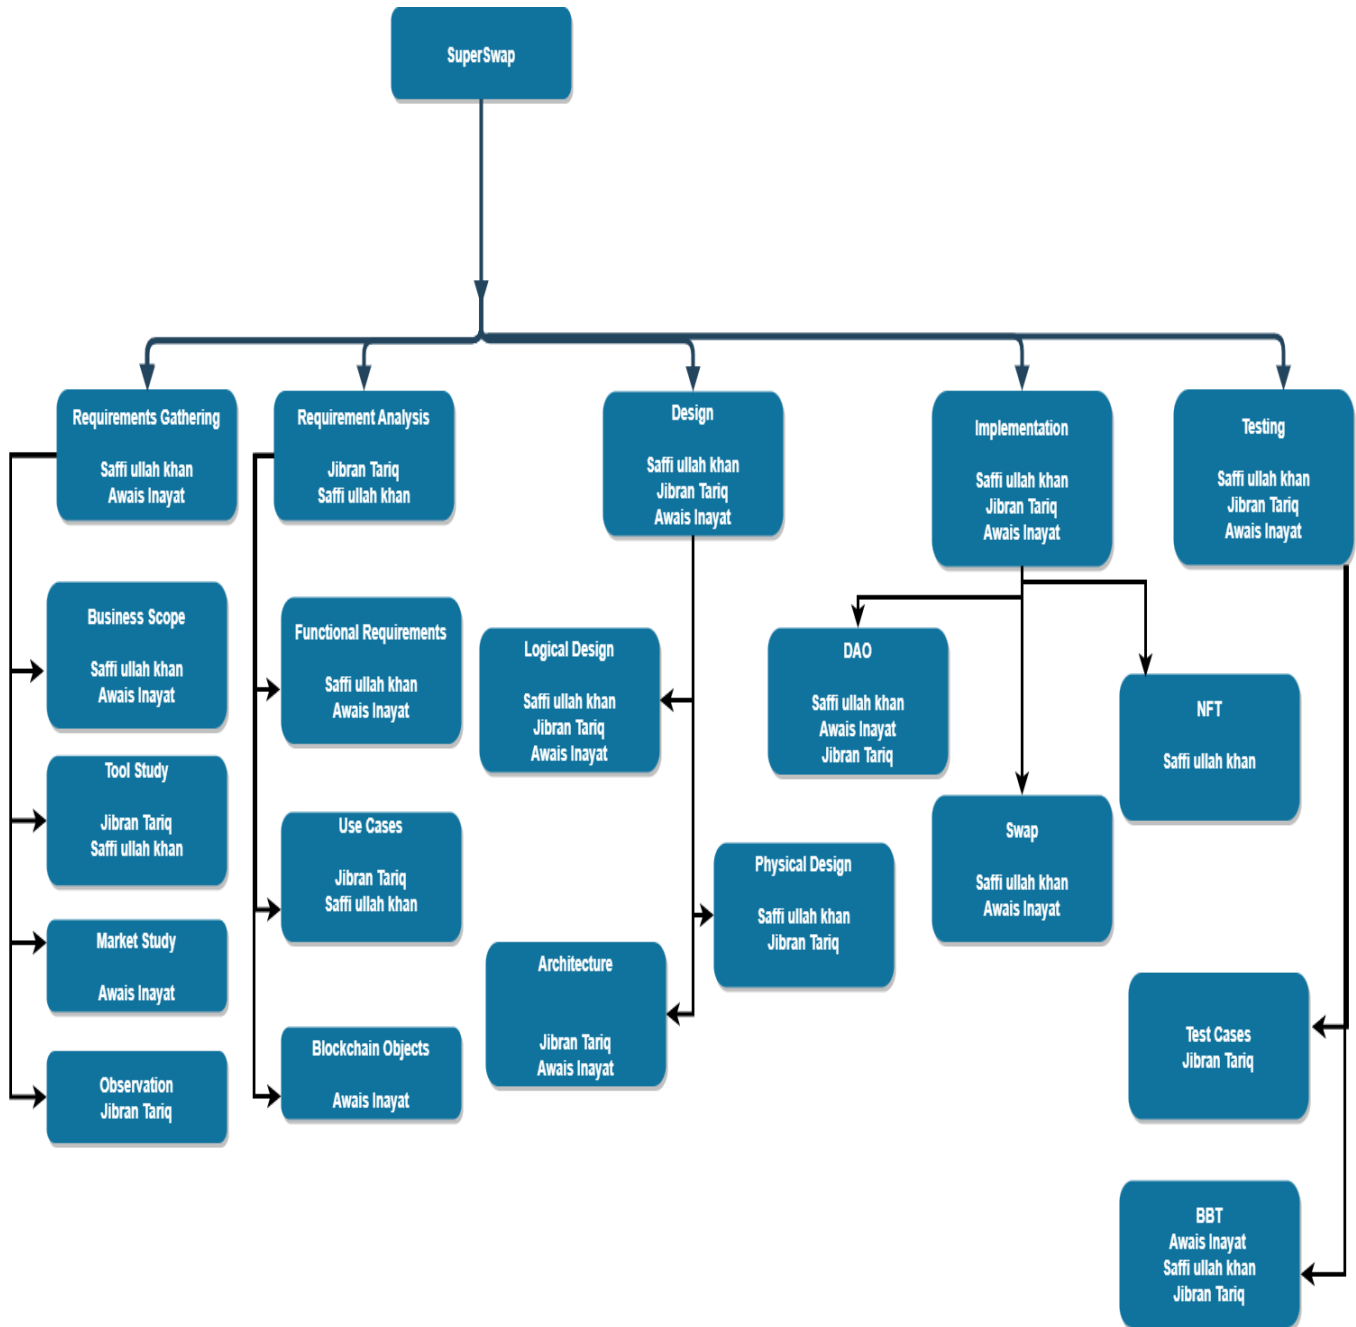 SuperSwap
Requirements Gathering
Saffi ullah khan
Awais Inayat
Requirement Analysis
Jibran Tariq
Saffi ullah khan
Design
Saffi ullah khan
Jibran Tariq
Awais Inayat
Implementation
Saffi ullah khan
Jibran Tariq
Awais Inayat
Testing
Saffi ullah khan
Jibran Tariq
Awais Inayat
Business Scope
Saffi ullah khan
Awais Inayat
Tool Study
Jibran Tariq
Saffi ullah khan
Market Study
Awais Inayat
Observation
Jibran Tariq
Functional Requirements
Saffi ullah khan
Awais Inayat
Use Cases
Jibran Tariq
Saffi ullah khan
Blockchain Objects
Awais Inayat
Logical Design
Saffi ullah khan
Jibran Tariq
Awais Inayat
Physical Design
Saffi ullah khan
Jibran Tariq
Architecture
Jibran Tariq
Awais Inayat
DAO
Saffi ullah khan
Awais Inayat
Jibran Tariq
Swap
Saffi ullah khan
Awais Inayat
NFT
Saffi ullah khan
Test Cases
Jibran Tariq
BBT
Awais Inayat
Saffi ullah khan
Jibran Tariq